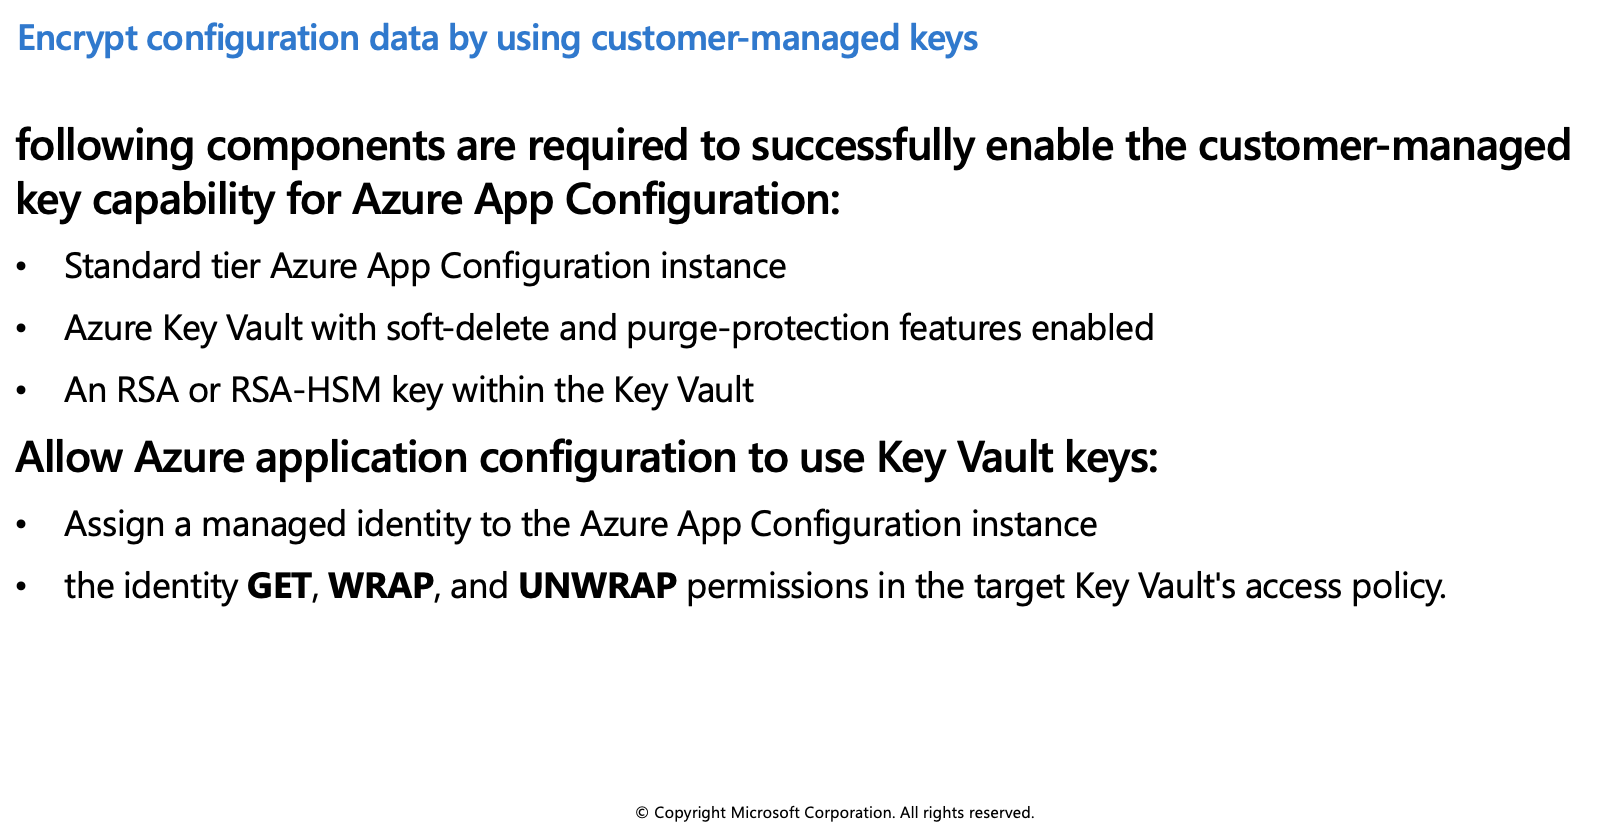 Encrypt configuration data by using customer-managed keys
following components are required to successfully enable the customer-managed
key capability for Azure App Configuration:
• Standard tier Azure App Configuration instance
• Azure Key Vault with soft-delete and purge-protection features enabled
• An RSA or RSA-HSM key within the Key Vault
Allow Azure application configuration to use Key Vault keys:
• Assign a managed identity to the Azure App Configuration instance
• the identity GET, WRAP, and UNWRAP permissions in the target Key Vault's access policy.
© Copyright Microsoft Corporation. All rights reserved.